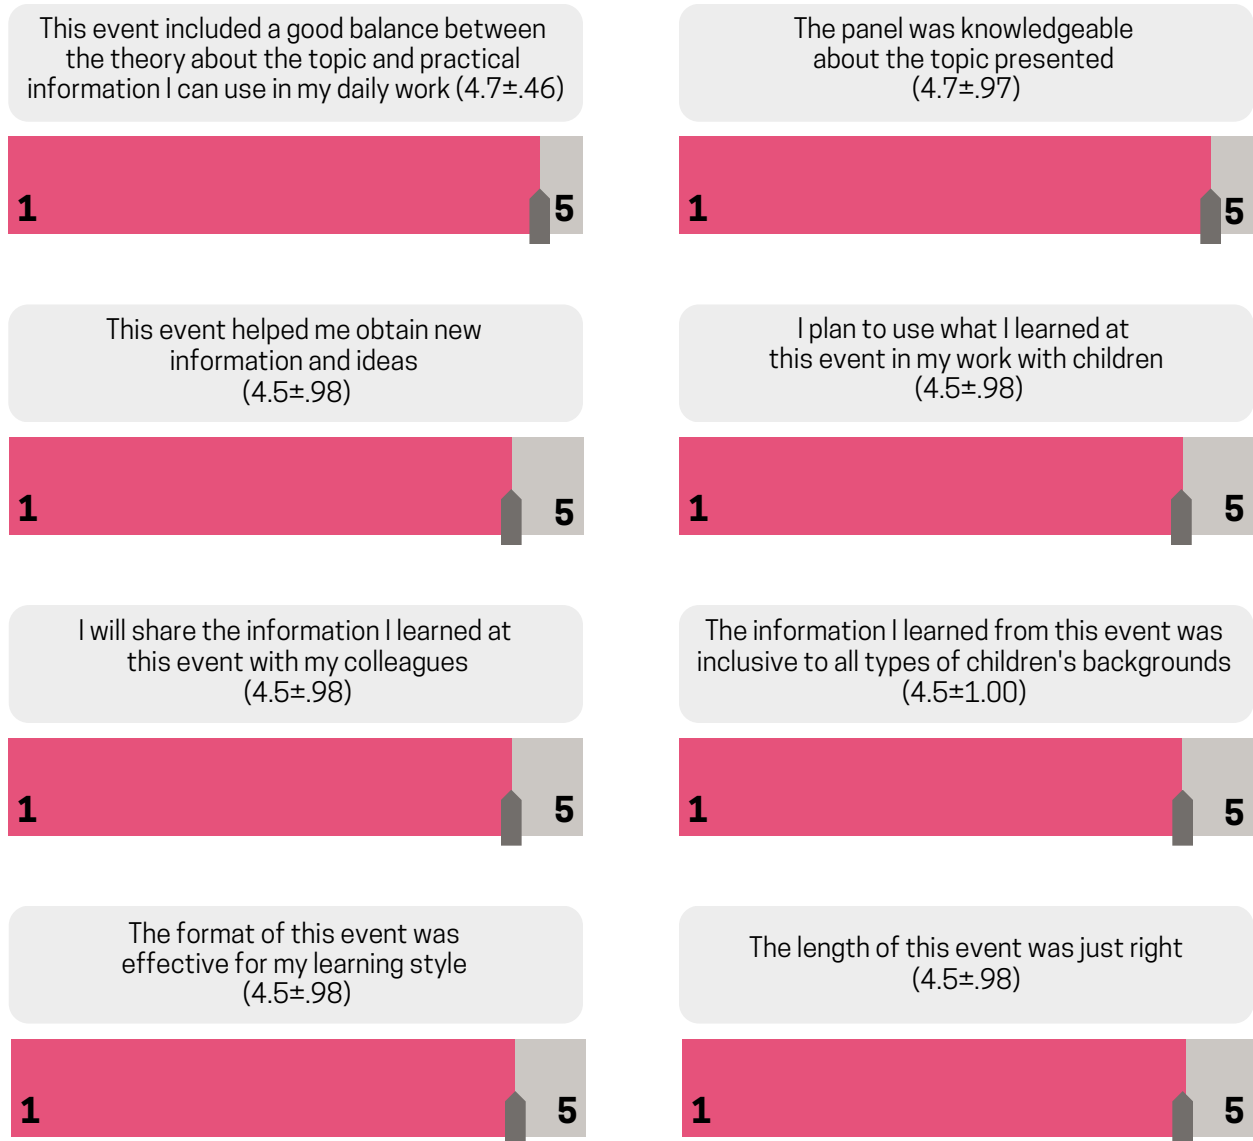 This event included a good balance between
the theory about the topic and practical
information I can use in my daily work (4.7±.46)
1
5
The panel was knowledgeable
about the topic presented
(4.7±.97)
1
5
This event helped me obtain new
information and ideas
(4.5±.98)
1
5
I plan to use what I learned at
this event in my work with children
(4.5±.98)
1
5
I will share the information I learned at
this event with my colleagues
(4.5±.98)
1
5
The information I learned from this event was
inclusive to all types of children's backgrounds
(4.5±1.00)
1
5
The format of this event was
effective for my learning style
(4.5±.98)
1
5
The length of this event was just right
(4.5±.98)
1
5